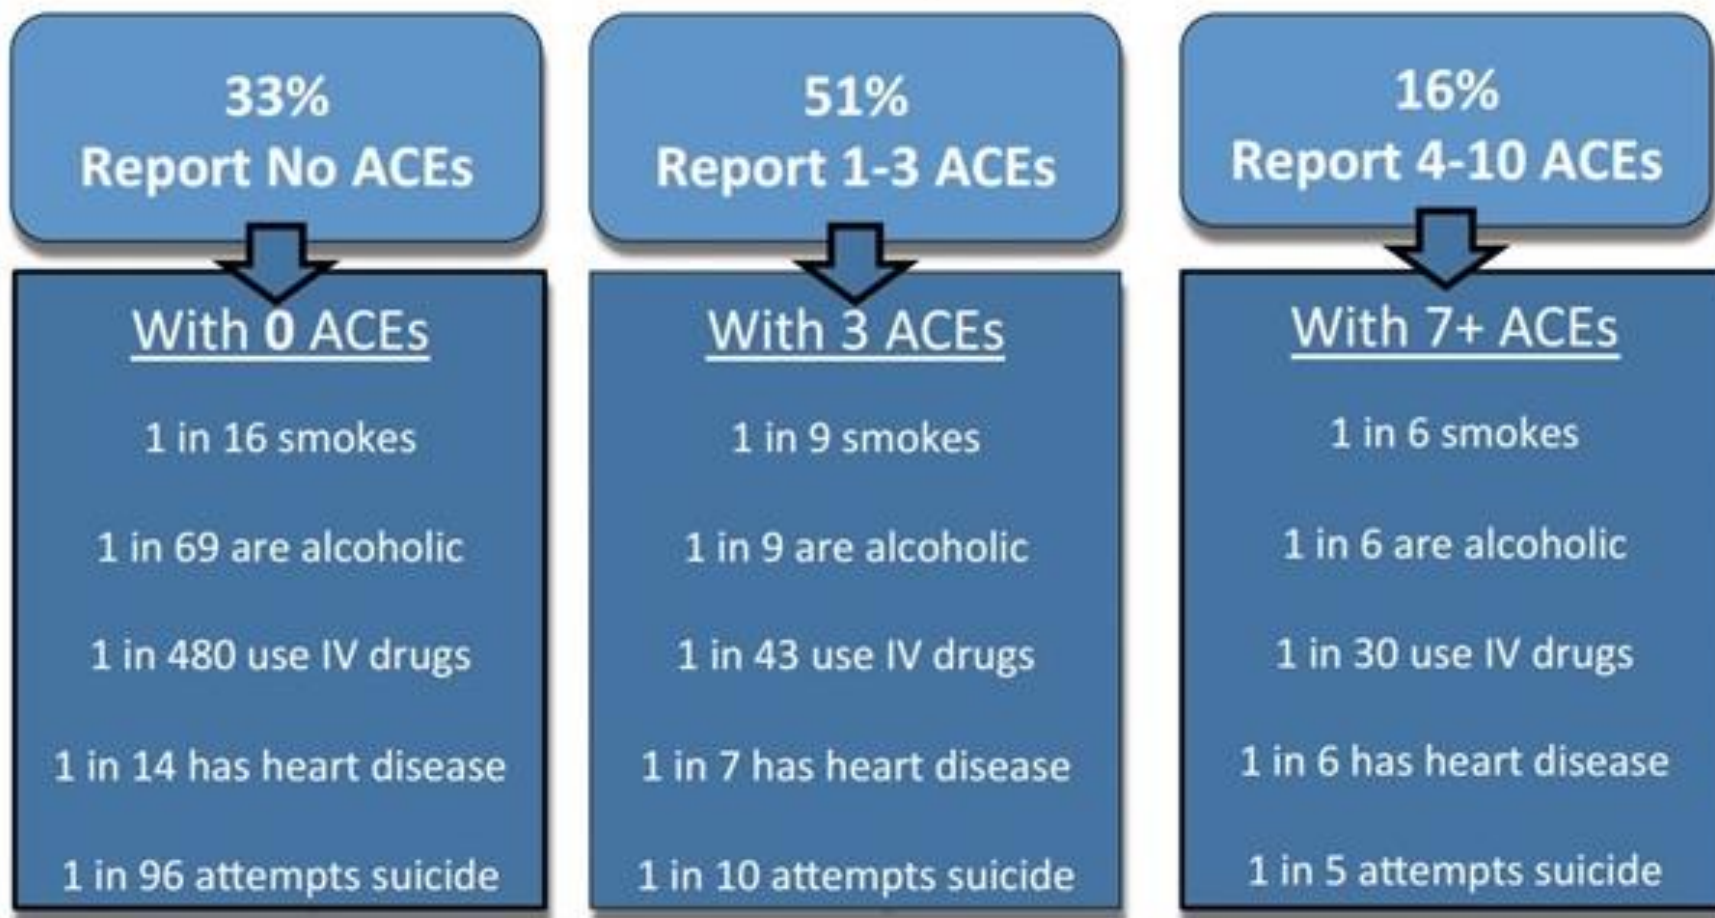 33%
Report No ACEs
With 0 ACEs
1 in 16 smokes
1 in 69 are alcoholic
1 in 480 use IV drugs
1 in 14 has heart disease
1 in 96 attempts suicide
51%
Report 1-3 ACEs
With 3 ACEs
1 in 9 smokes
1 in 9 are alcoholic
1 in 43 use IV drugs
1 in 7 has heart disease
1 in 10 attempts suicide
16%
Report 4-10 ACEs
With 7+ ACEs
1 in 6 smokes
1 in 6 are alcoholic
1 in 30 use IV drugs
1 in 6 has heart disease
1 in 5 attempts suicide